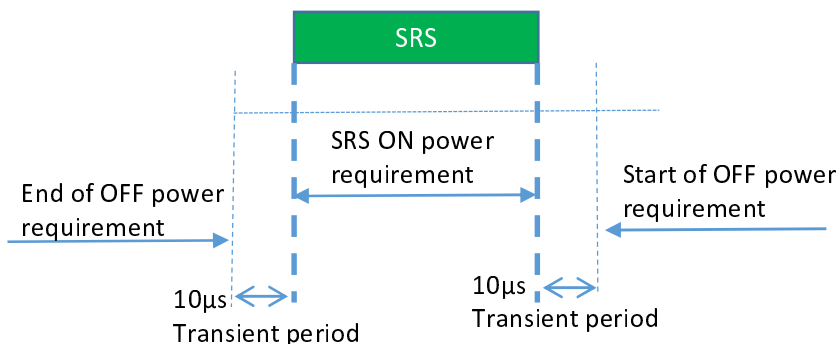 SRS
SRS ON power
requirement
End of OFF power
requirement
Start of OFF power
requirement
10µs
Transient period
10µs
Transient period